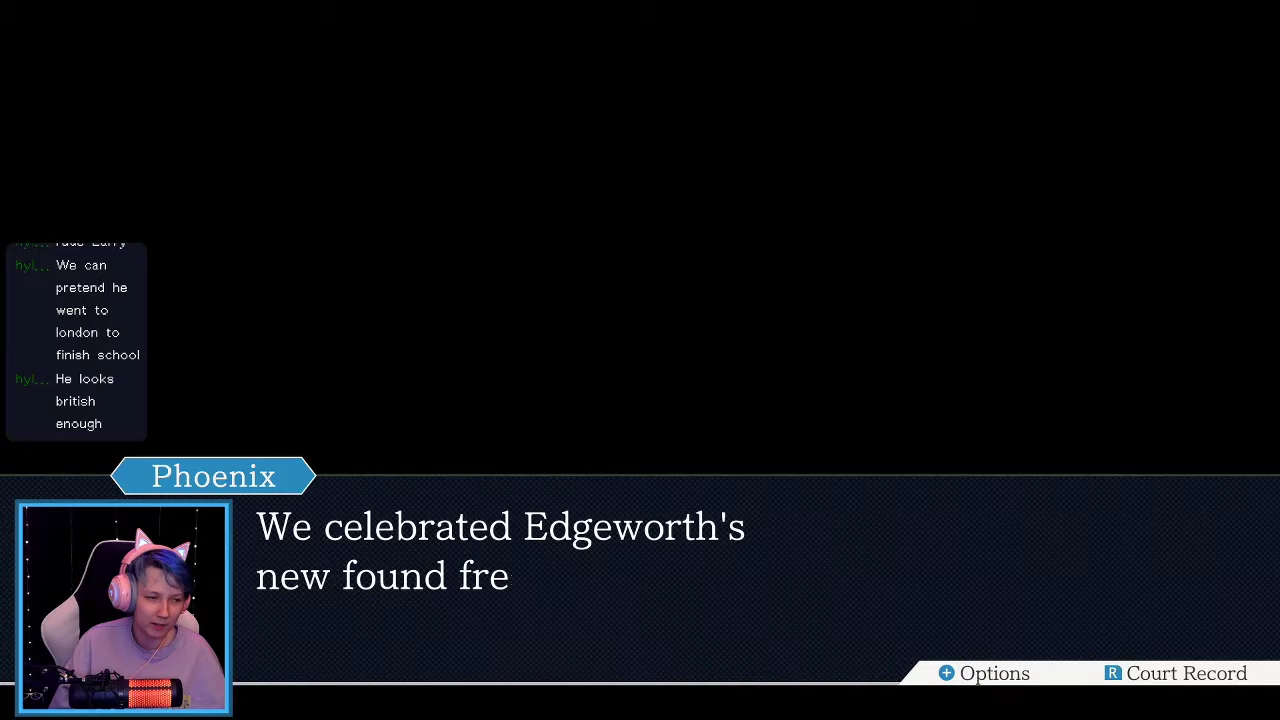 We can
pretend he
went to
london to
finish school
hyl... He looks
british
enough
Phoenix
We celebrated Edgeworth's
new found fre
+ Options
R Court Record